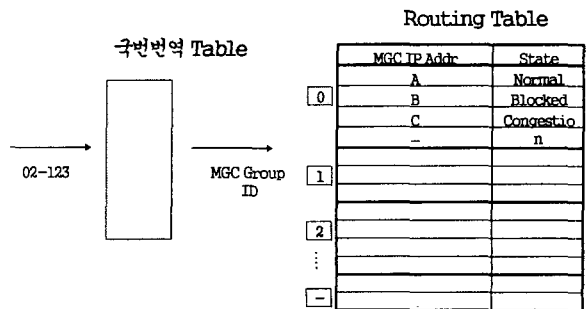 Routing Table
국번번역 Table
MGC IP Addr State
A Normal
0 B Blocked
C Congestio
– n
02-123
MGC Group
ID
1
2
⋮
–